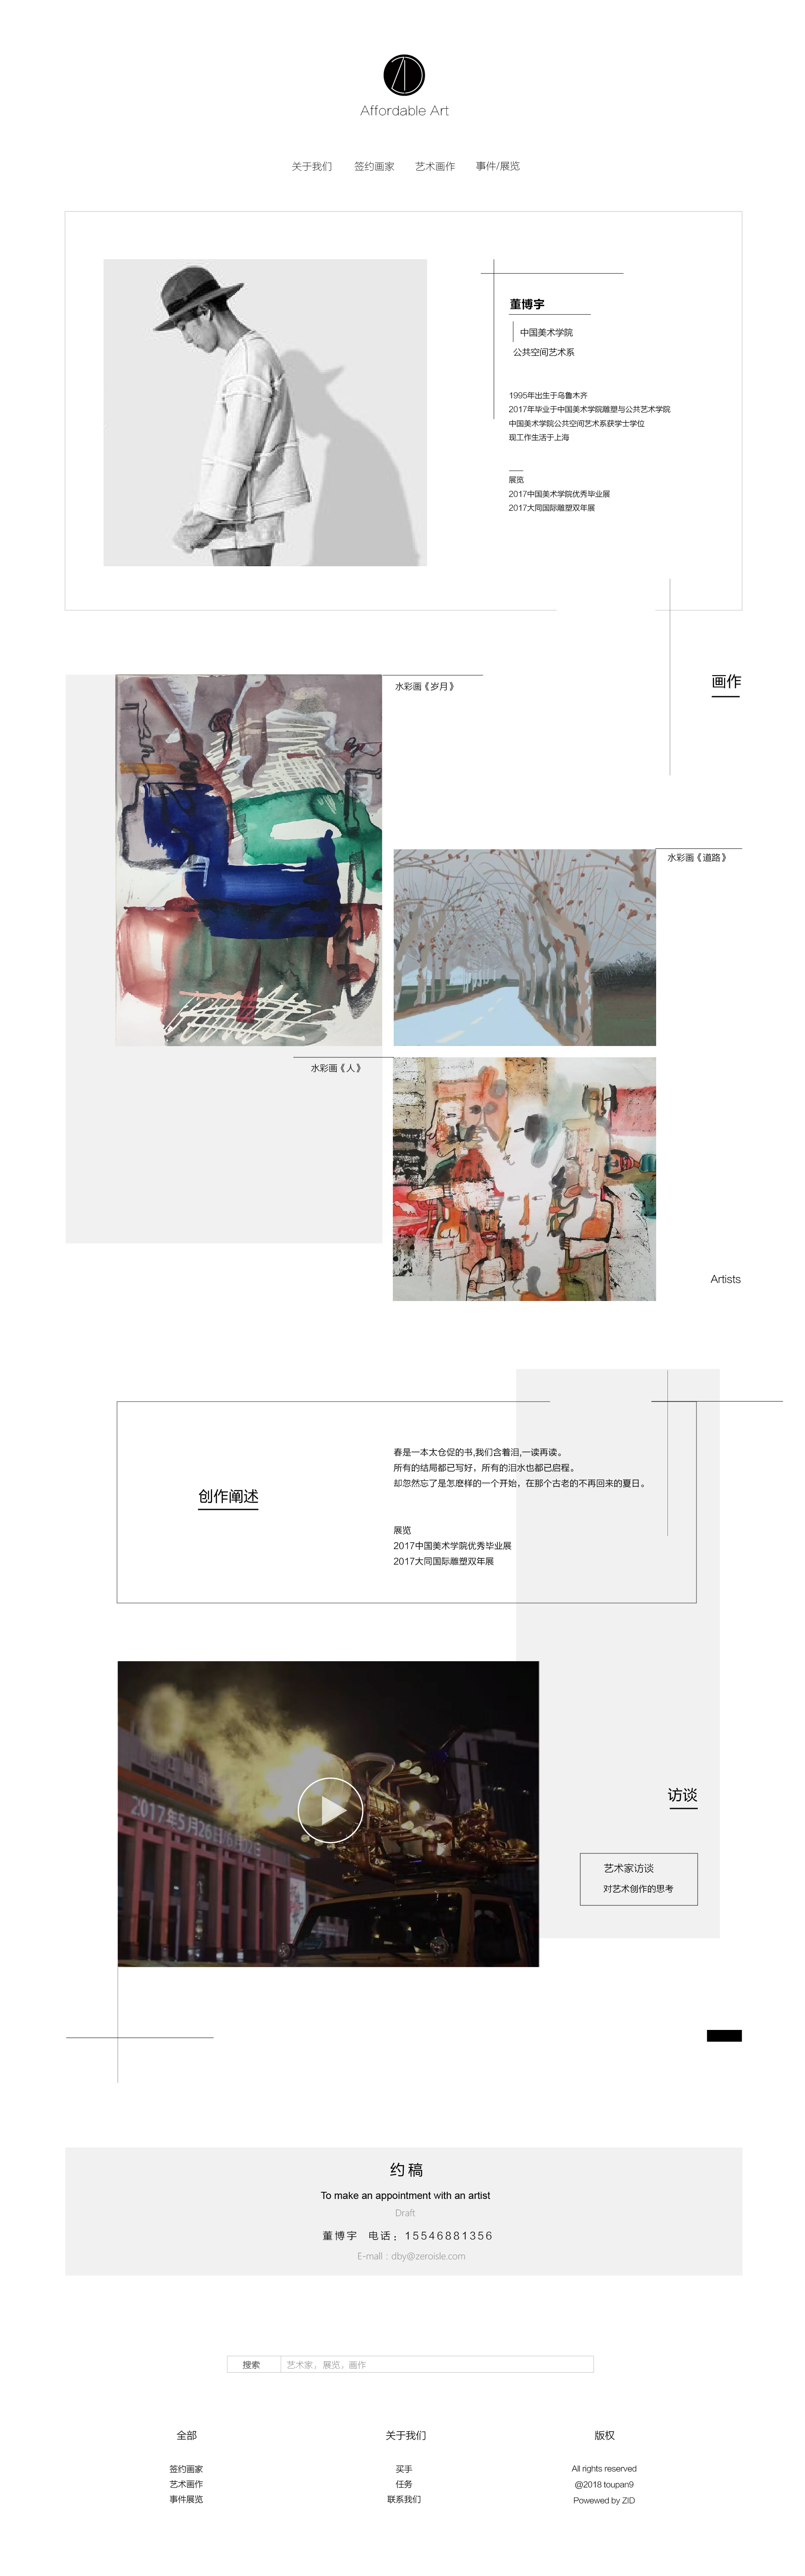 Affordable Art
关于我们 签约画家 艺术画作 事件/展览
董博宇
中国美术学院
公共空间艺术系
1995年出生于乌鲁木齐
2017年毕业于中国美术学院雕塑与公共艺术学院
中国美术学院公共空间艺术系获学士学位
现工作生活于上海
展览
2017中国美术学院优秀毕业展
2017大同国际雕塑双年展
画作
水彩画《岁月》
水彩画《道路》
水彩画《人》
Artists
创作阐述
春是一本太仓促的书,我们含着泪,一读再读。
所有的结局都已写好，所有的泪水也都已启程。
却忽然忘了是怎麽样的一个开始，在那个古老的不再回来的夏日。
展览
2017中国美术学院优秀毕业展
2017大同国际雕塑双年展
2017年5月26日
访谈
艺术家访谈
对艺术创作的思考
约稿
To make an appointment with an artist
Draft
董博宇 电话：15546881356
E-mall：dby@zeroisle.com
搜索 艺术家，展览，画作
全部 关于我们 版权
签约画家 买手 All rights reserved
艺术画作 任务 @2018 toupan9
事件展览 联系我们 Powewed by ZID